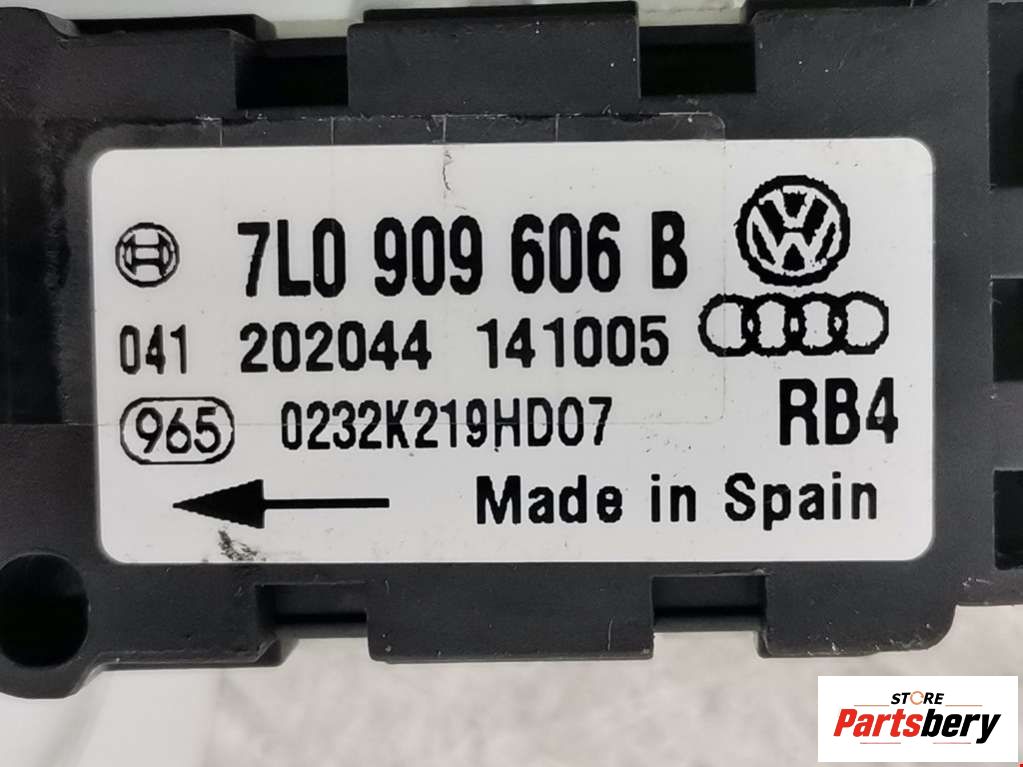 7L0 909 606 B
041 202044 141005
965 0232K219HD07 RB4
Made in Spain
STORE
Partsbery